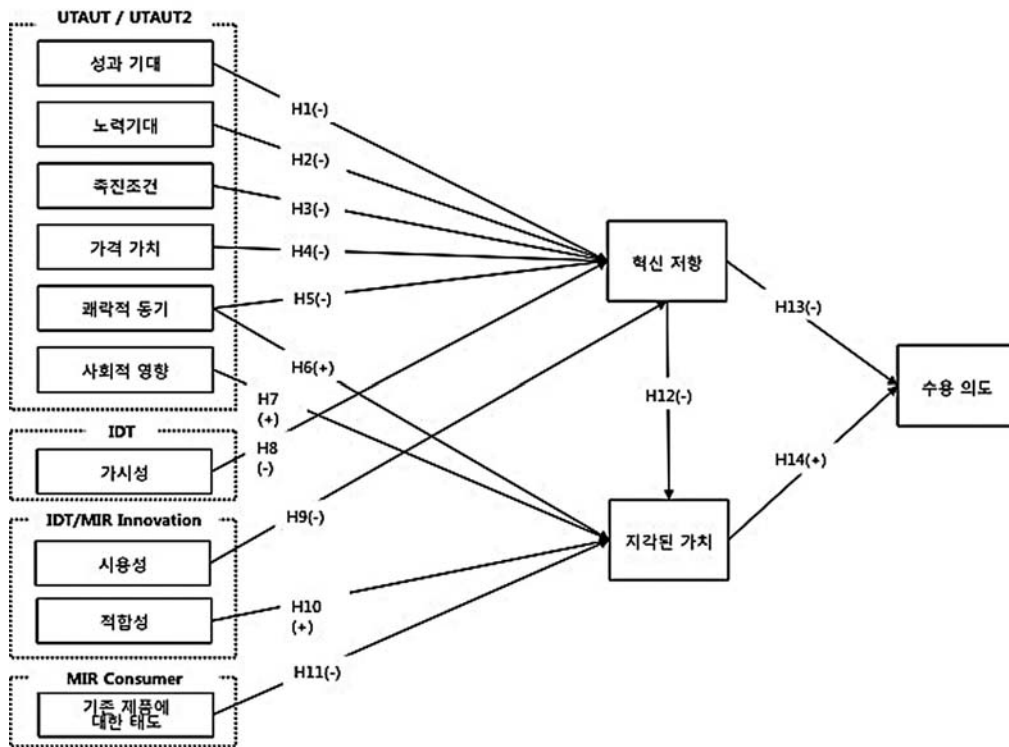 UTAUT / UTAUT2
성과 기대
노력기대
촉진조건
가격 가치
쾌락적 동기
사회적 영향
IDT
가시성
IDT/MIR Innovation
시용성
적합성
MIR Consumer
기존 제품에
대한 태도
H1(-)
H2(-)
H3(-)
H4(-)
H5(-)
H6(+)
H7
(+)
H8
(-)
H9(-)
H10
(+)
H11(-)
혁신 저항
H12(-)
지각된 가치
H13(-)
H14(+)
수용 의도